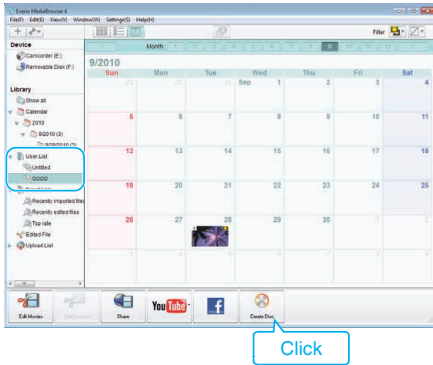 Everio MediaBrowser 4
File(F) Edit(E) View(V) Window(W) Settings(S) Help(H)
Filter
Device
Camcorder (E:)
Removable Disk (F:)
Library
Show all
Calendar
2010
9/2010 (3)
User List
Untitled
Recently imported files
Recently edited files
Top rate
Edited File
Upload List
Month:
9
9/2010
Sun Mon Tue Wed Thu Fri Sat
Sep 1 2 3 4
5 6 7 8 9 10 11
12 13 14 15 16 17 18
19 20 21 22 23 24 25
26 27 28 29 30
Edit Movies
Share
YouTube
f
Create Disc
Click